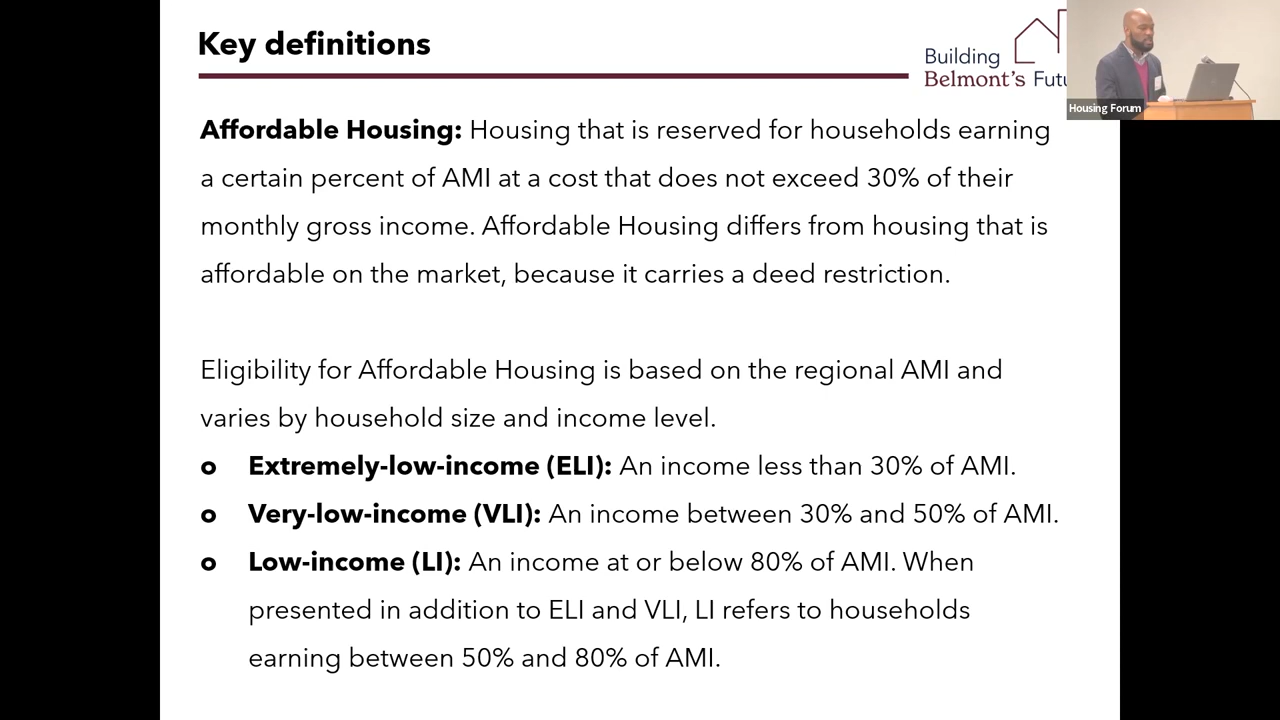 Key definitions
Building
Belmont's Futu
Housing Forum
Affordable Housing: Housing that is reserved for households earning
a certain percent of AMI at a cost that does not exceed 30% of their
monthly gross income. Affordable Housing differs from housing that is
affordable on the market, because it carries a deed restriction.
Eligibility for Affordable Housing is based on the regional AMI and
varies by household size and income level.
o Extremely-low-income (ELI): An income less than 30% of AMI.
o Very-low-income (VLI): An income between 30% and 50% of AMI.
o Low-income (LI): An income at or below 80% of AMI. When
presented in addition to ELI and VLI, LI refers to households
earning between 50% and 80% of AMI.